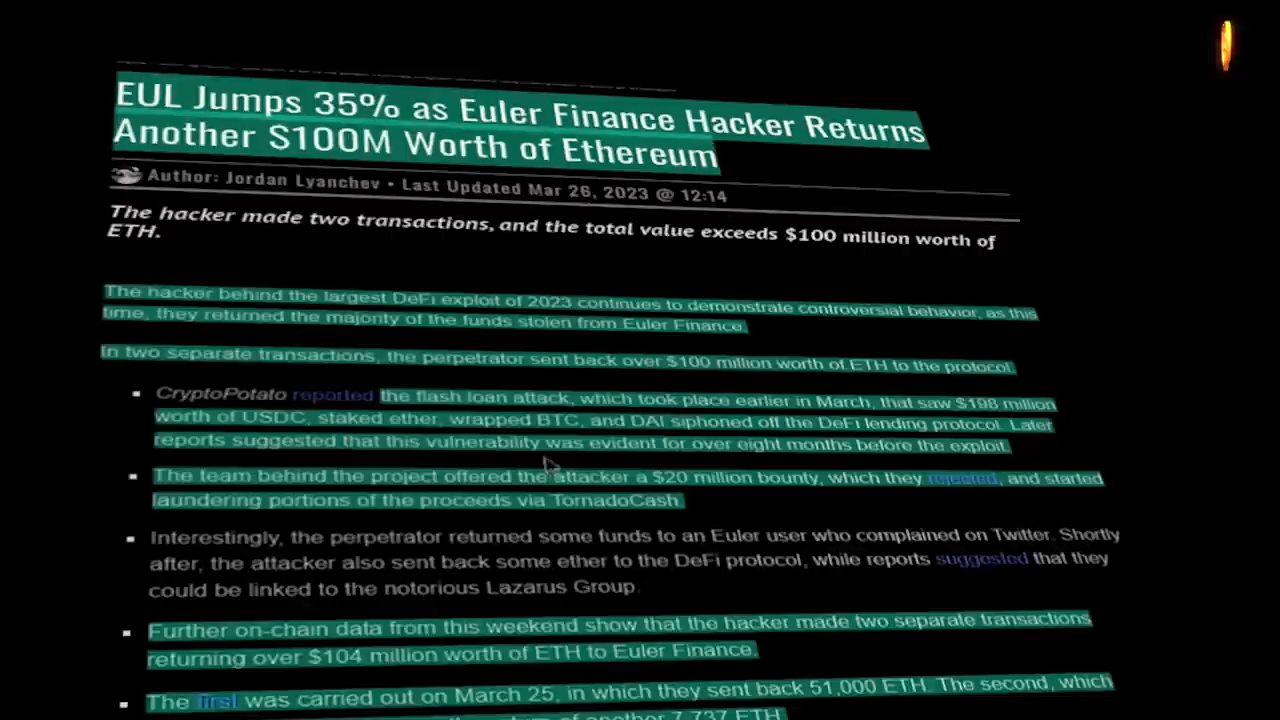 EUL Jumps 35% as Euler Finance Hacker Returns
Another $100M Worth of Ethereum
Author: Jordan Lyanchev • Last Updated Mar 26, 2023 @ 12:14
The hacker made two transactions, and the total value exceeds $100 million worth of
ETH.
The hacker behind the largest DeFi exploit of 2023 continues to demonstrate controversial behavior, as this
time, they returned the majority of the funds stolen from Euler Finance.
In two separate transactions, the perpetrator sent back over $100 million worth of ETH to the protocol.
▪ CryptoPotato reported the flash loan attack, which took place earlier in March, that saw $198 million
worth of USDC, staked ether, wrapped BTC, and DAI siphoned off the DeFi lending protocol. Later
reports suggested that this vulnerability was evident for over eight months before the exploit.
▪ The team behind the project offered the attacker a $20 million bounty, which they rejected, and started
laundering portions of the proceeds via TornadoCash.
▪ Interestingly, the perpetrator returned some funds to an Euler user who complained on Twitter. Shortly
after, the attacker also sent back some ether to the DeFi protocol, while reports suggested that they
could be linked to the notorious Lazarus Group.
▪ Further on-chain data from this weekend show that the hacker made two separate transactions
returning over $104 million worth of ETH to Euler Finance.
▪ The first was carried out on March 25, in which they sent back 51,000 ETH. The second, which
of another 7,737 ETH.